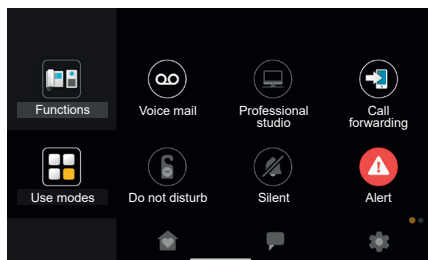 Functions
Voice mail
Professional
studio
Call
forwarding
Use modes
Do not disturb
Silent
Alert